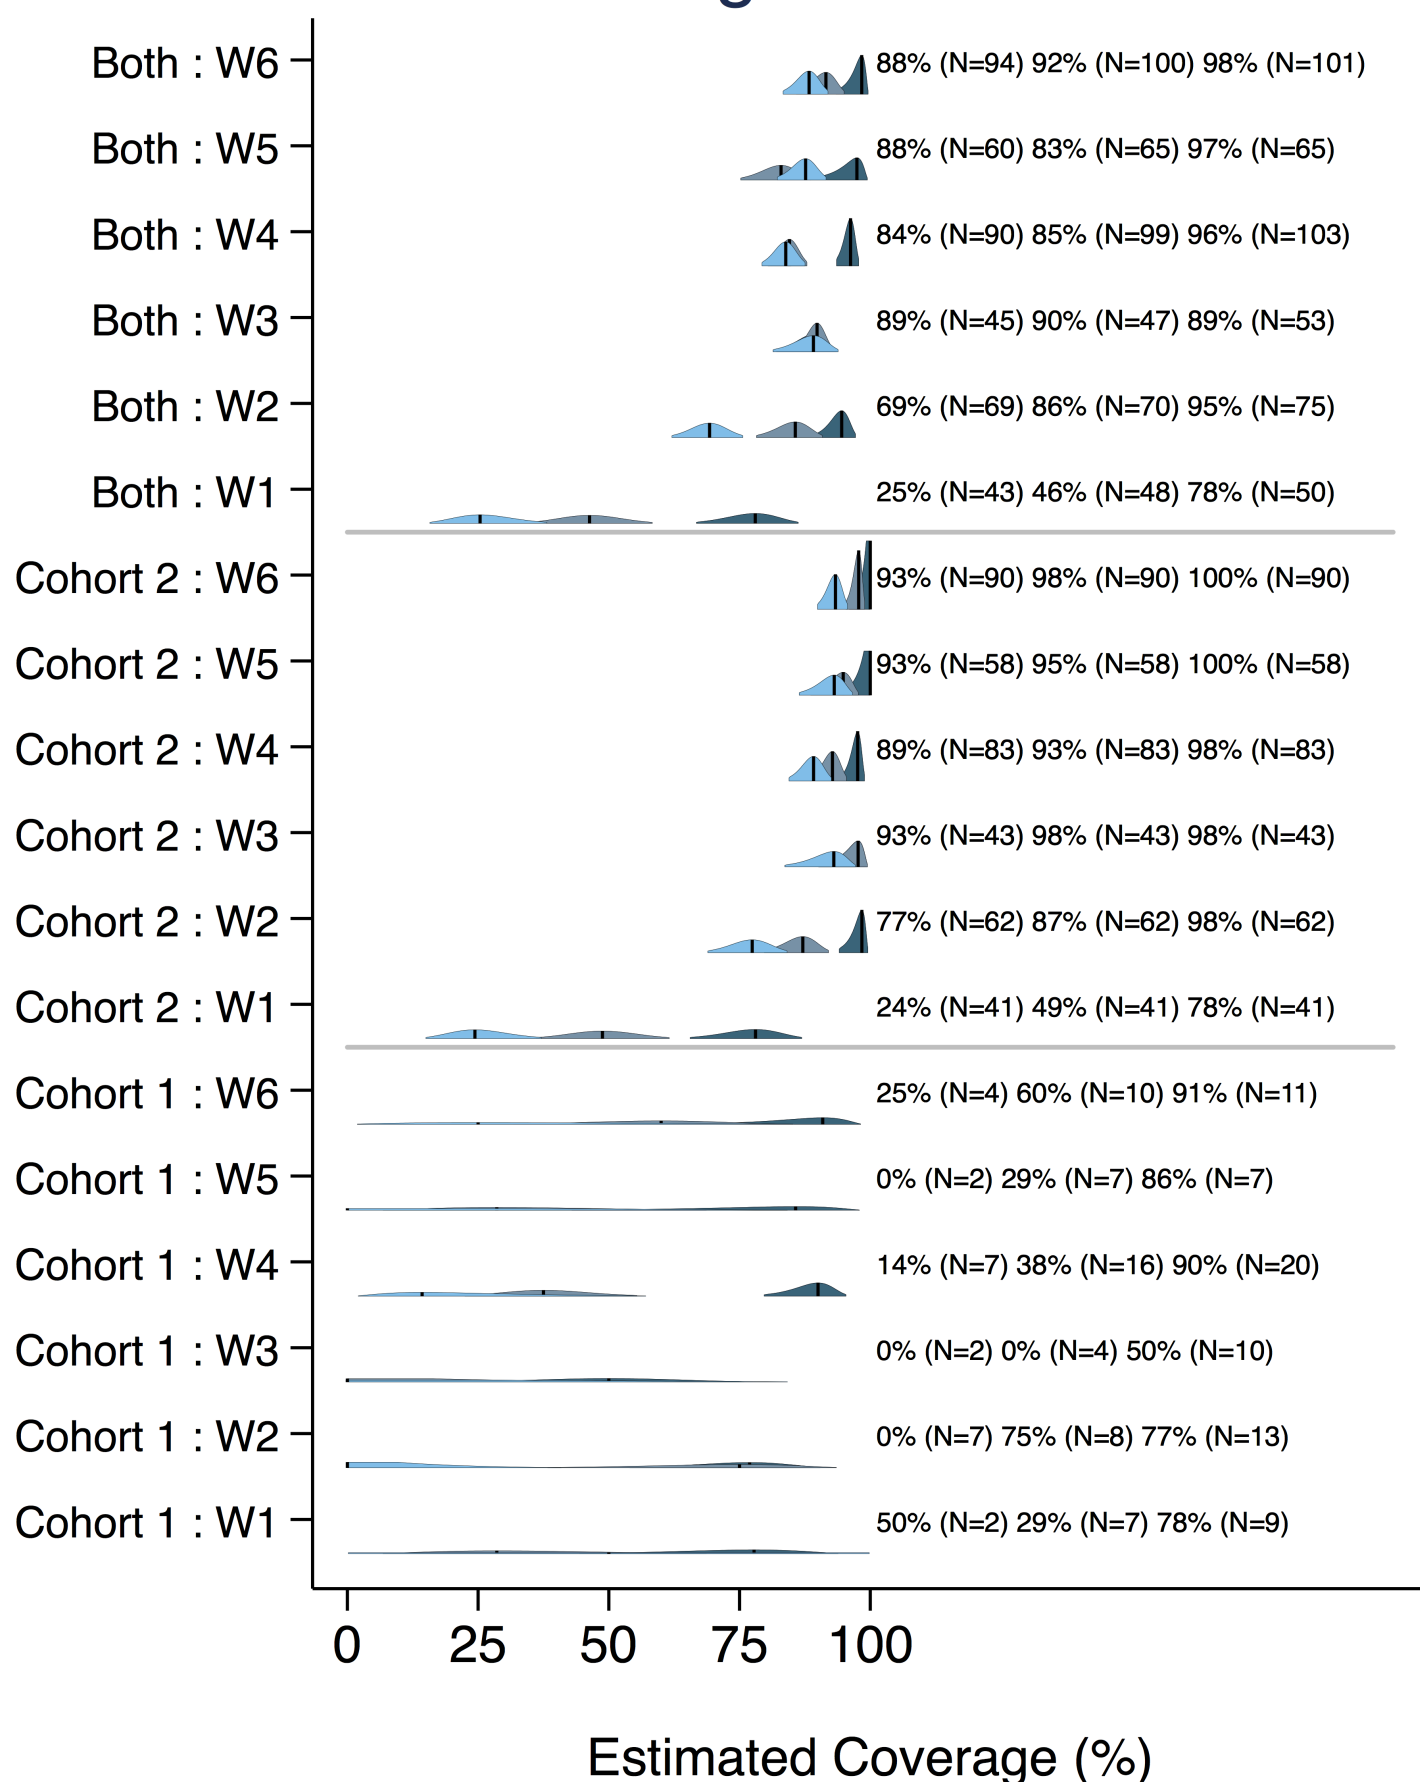 Both : W6 88% (N=94) 92% (N=100) 98% (N=101)
Both : W5 88% (N=60) 83% (N=65) 97% (N=65)
Both : W4 84% (N=90) 85% (N=99) 96% (N=103)
Both : W3 89% (N=45) 90% (N=47) 89% (N=53)
Both : W2 69% (N=69) 86% (N=70) 95% (N=75)
Both : W1 25% (N=43) 46% (N=48) 78% (N=50)
Cohort 2 : W6 93% (N=90) 98% (N=90) 100% (N=90)
Cohort 2 : W5 93% (N=58) 95% (N=58) 100% (N=58)
Cohort 2 : W4 89% (N=83) 93% (N=83) 98% (N=83)
Cohort 2 : W3 93% (N=43) 98% (N=43) 98% (N=43)
Cohort 2 : W2 77% (N=62) 87% (N=62) 98% (N=62)
Cohort 2 : W1 24% (N=41) 49% (N=41) 78% (N=41)
Cohort 1 : W6 25% (N=4) 60% (N=10) 91% (N=11)
Cohort 1 : W5 0% (N=2) 29% (N=7) 86% (N=7)
Cohort 1 : W4 14% (N=7) 38% (N=16) 90% (N=20)
Cohort 1 : W3 0% (N=2) 0% (N=4) 50% (N=10)
Cohort 1 : W2 0% (N=7) 75% (N=8) 77% (N=13)
Cohort 1 : W1 50% (N=2) 29% (N=7) 78% (N=9)
0 25 50 75 100
Estimated Coverage (%)